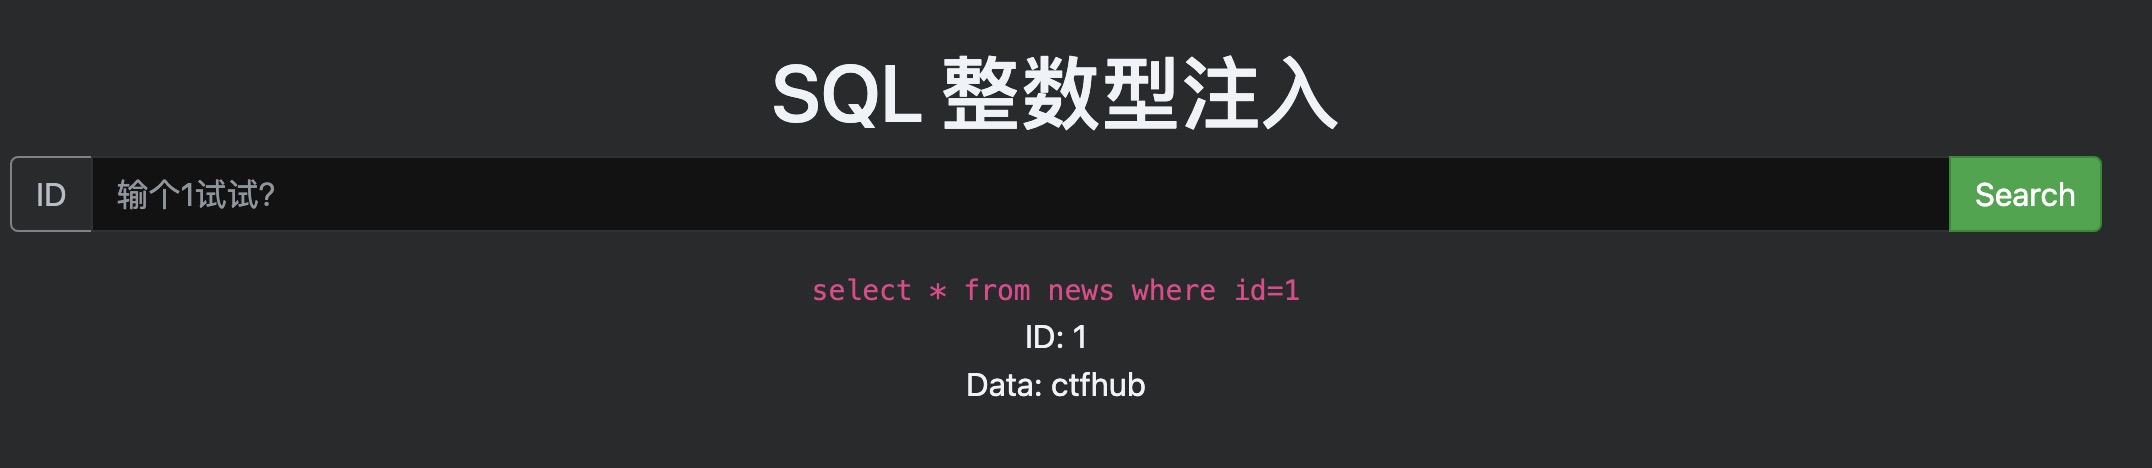 SQL 整数型注入
ID 输个1试试? Search
select * from news where id=1
ID: 1
Data: ctfhub